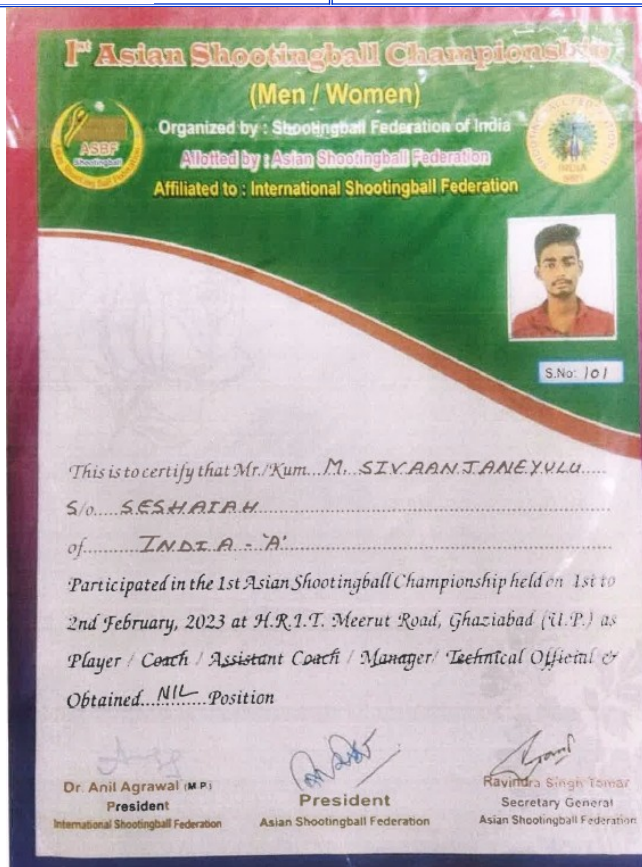 1st Asian Shootingball Championship
(Men / Women)
Organized by : Shootingball Federation of India
Allotted by : Asian Shootingball Federation
Affiliated to : International Shootingball Federation
ASBF
Shootingball
INDIA
S.No: 101
This is to certify that Mr./Kum...M. SIVAANJANEYULU.....
S/o.....SESHAIAH.....
of..........INDIA - 'A'.....
Participated in the 1st Asian Shootingball Championship held on 1st to
2nd February, 2023 at H.R.I.T. Meerut Road, Ghaziabad (U.P.) as
Player / Coach / Assistant Coach / Manager/ Technical Official &
Obtained...NIL...Position
Dr. Anil Agrawal (M.P.)
President
International Shootingball Federation
President
Asian Shootingball Federation
Ravindra Singh Tomar
Secretary General
Asian Shootingball Federation